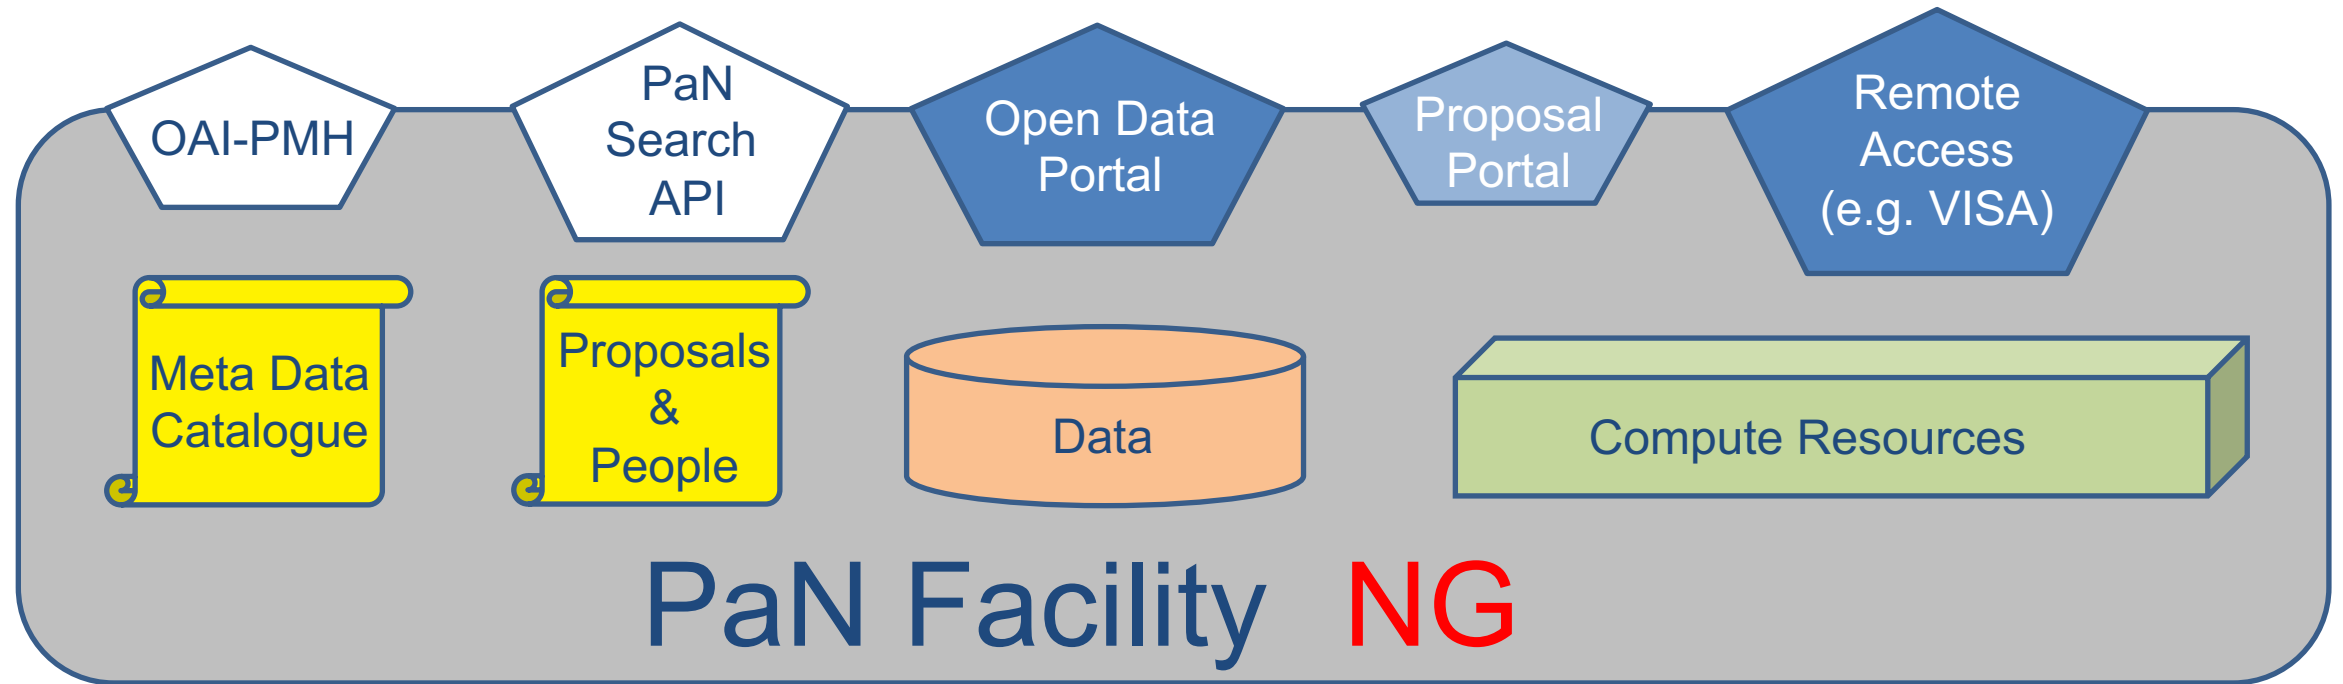 OAI-PMH
PaN
Search
API
Open Data
Portal
Proposal
Portal
Remote
Access
(e.g. VISA)
Meta Data
Catalogue
Proposals
&
People
Data
Compute Resources
PaN Facility NG